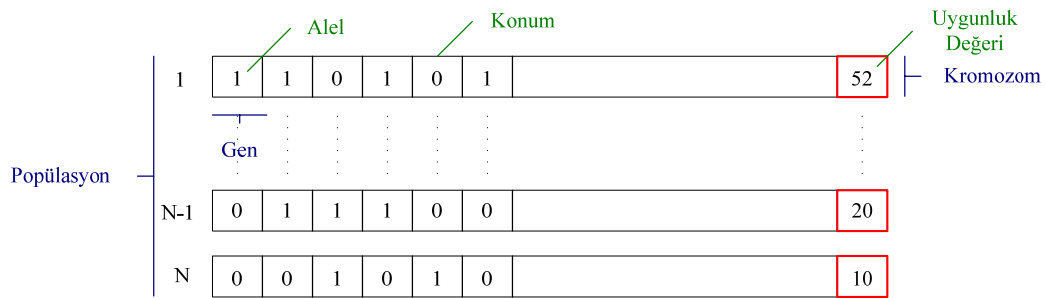 Alel
Konum
Uygunluk
Değeri
1 1 1 0 1 0 1 52
Kromozom
Gen
Popülasyon
N-1 0 1 1 1 0 0 20
N 0 0 1 0 1 0 10